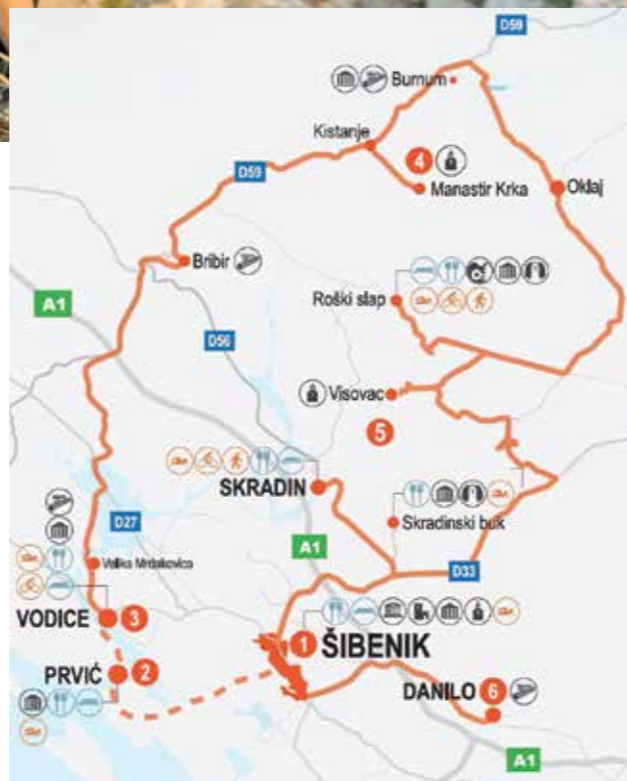 D59
Burnum
Kistanje
4
D59
Manastir Krka
Oklaj
Bribir
A1
Roški slap
D56
Visovac
5
SKRADIN
Skradinski buk
A1
D27
Velika Mrdakovica
D33
VODICE 3
1 ŠIBENIK
PRVIĆ 2
DANILO 6
A1